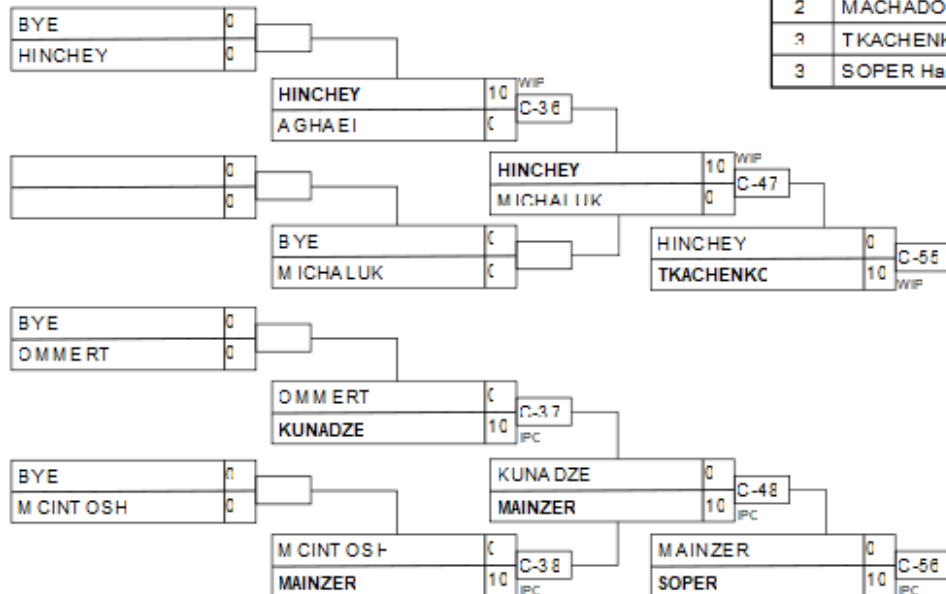 BYE 0
HINCHEY 0
2 MACHADO
3 TKACHENK
3 SOPER Ha
HINCHEY 10 WIP
AGHAEI 0
C-36
0
0
HINCHEY 10 WIP
MICHALUK 0
C-47
BYE 0
MICHALUK 0
HINCHEY 0
TKACHENKO 10 WIP
C-55
BYE 0
OMMERT 0
OMMERT 0
KUNADZE 10 IPC
C-37
BYE 0
MCINTOSH 0
KUNADZE 0
MAINZER 10 IPC
C-48
MCINTOSH 0
MAINZER 10 IPC
C-38
MAINZER 0
SOPER 10 IPC
C-56